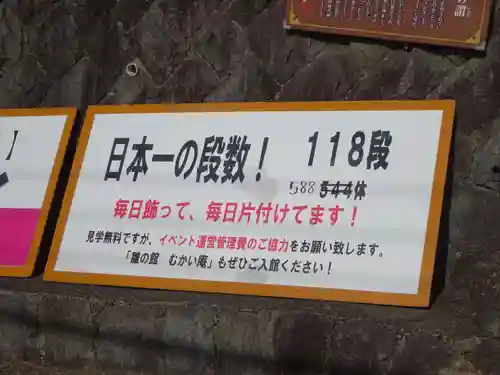 日本一の段数! 118段
588 544体
毎日飾って、毎日片付けてます!
見学無料ですが、イベント運営管理費のご協力をお願い致します。
「雛の館 むかい庵」もぜひご入館ください!
】